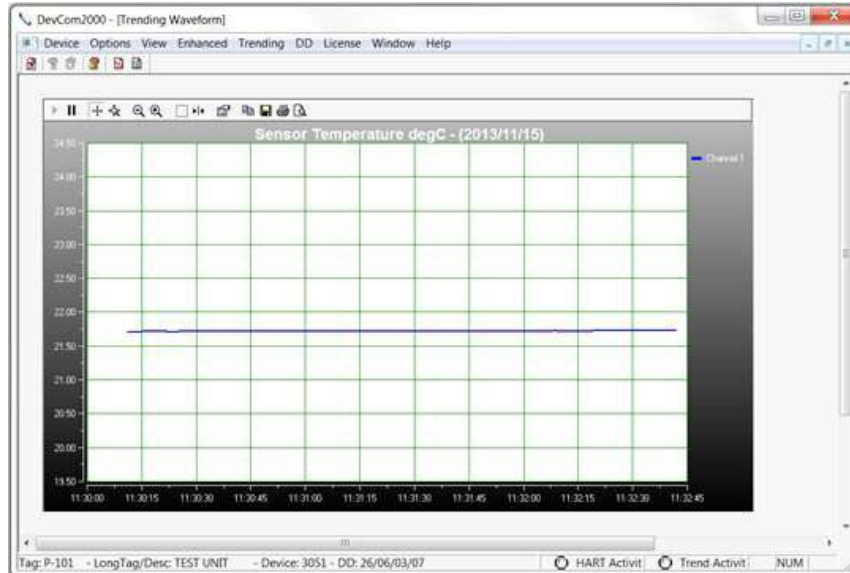 DevCom2000 - [Trending Waveform]
Device Options View Enhanced Trending DD License Window Help
Sensor Temperature degC - (2013/11/15)
Channel 1
24.50
24.00
23.50
23.00
22.50
22.00
21.50
21.00
20.50
20.00
19.50
11:30:00 11:30:15 11:30:30 11:30:45 11:31:00 11:31:15 11:31:30 11:31:45 11:32:00 11:32:15 11:32:30 11:32:45
Tag: P-101 - LongTag/Desc: TEST UNIT - Device: 3051 - DD: 26/06/03/07 HART Activit Trend Activit NUM